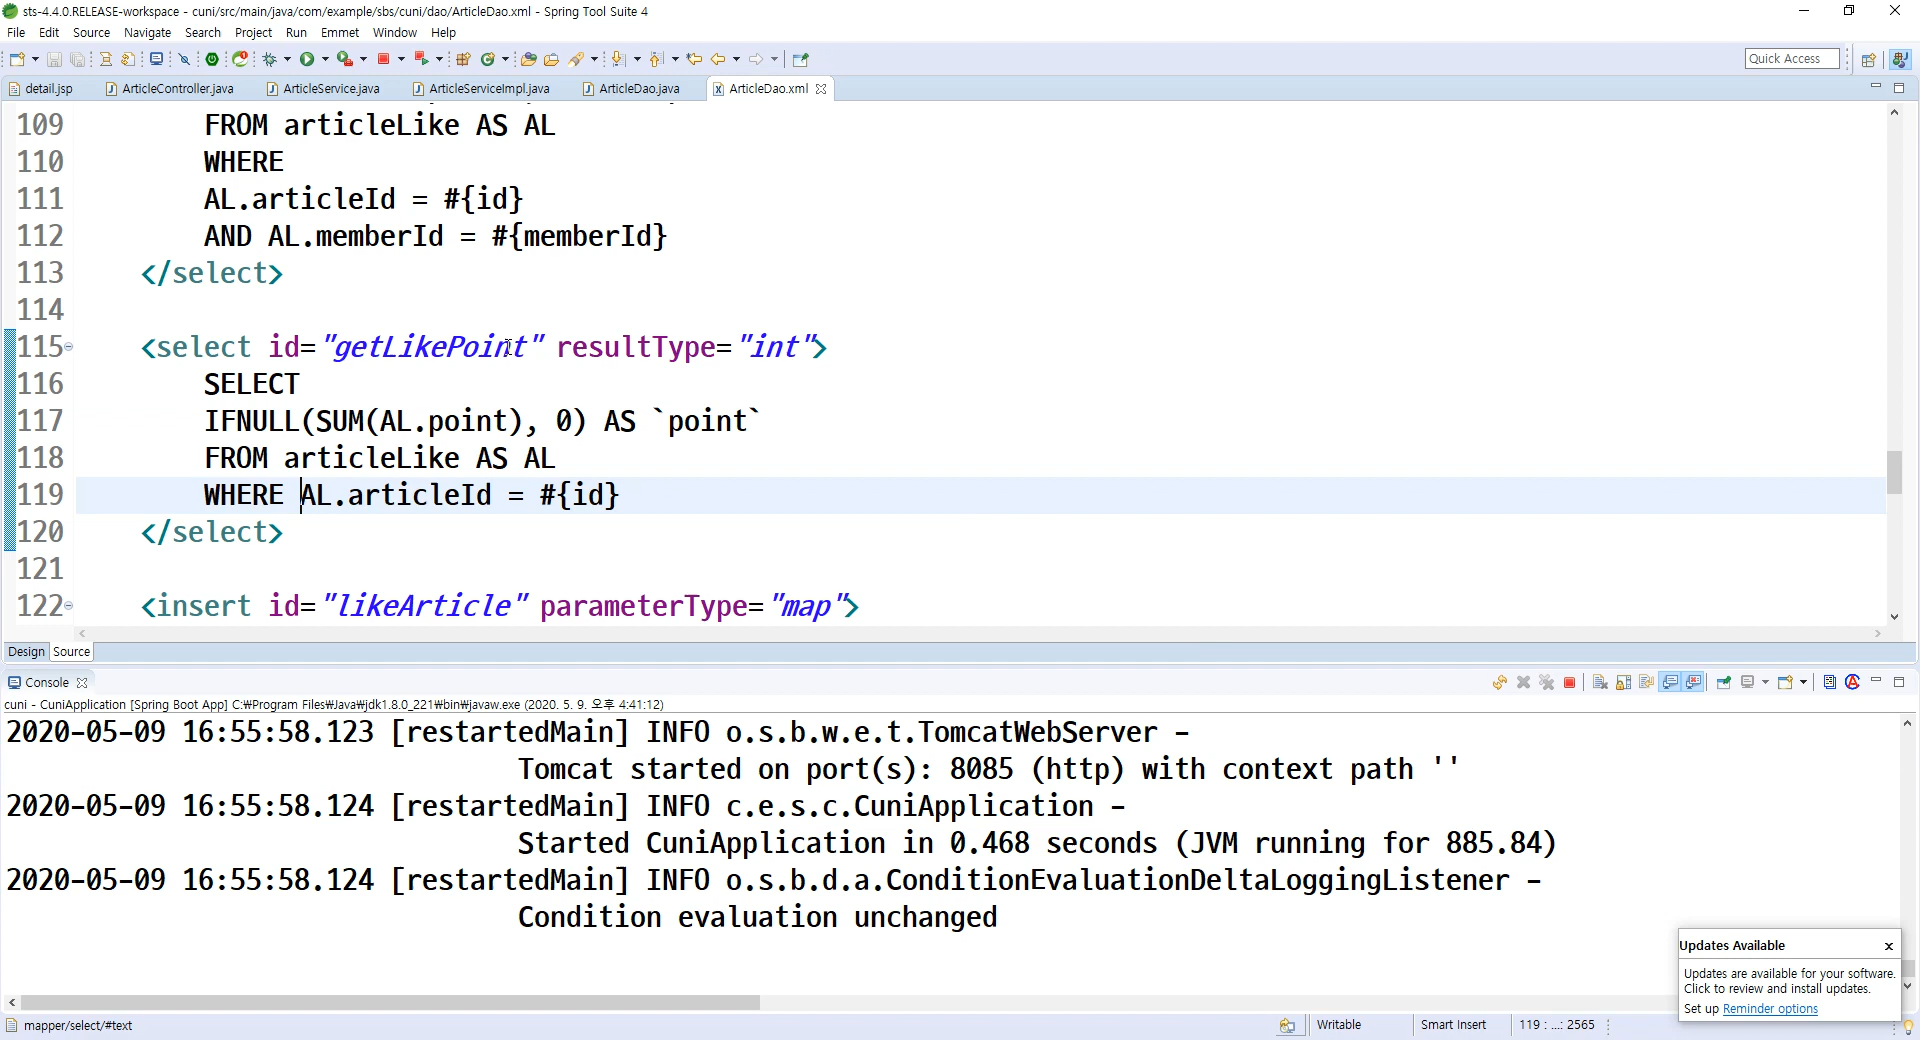 sts-4.4.0.RELEASE-workspace - cuni/src/main/java/com/example/sbs/cuni/dao/ArticleDao.xml - Spring Tool Suite 4
File Edit Source Navigate Search Project Run Emmet Window Help
Quick Access
detail.jsp ArticleController.java ArticleService.java ArticleServiceImpl.java ArticleDao.java ArticleDao.xml
109 FROM articleLike AS AL
110 WHERE
111 AL.articleId = #{id}
112 AND AL.memberId = #{memberId}
113 </select>
114
115 <select id="getLikePoint" resultType="int">
116 SELECT
117 IFNULL(SUM(AL.point), 0) AS `point`
118 FROM articleLike AS AL
119 WHERE AL.articleId = #{id}
120 </select>
121
122 <insert id="likeArticle" parameterType="map">
Design Source
Console
cuni - CuniApplication [Spring Boot App] C:₩Program Files₩Java₩jdk1.8.0_221₩bin₩javaw.exe (2020. 5. 9. 오후 4:41:12)
2020-05-09 16:55:58.123 [restartedMain] INFO o.s.b.w.e.t.TomcatWebServer -
Tomcat started on port(s): 8085 (http) with context path ''
2020-05-09 16:55:58.124 [restartedMain] INFO c.e.s.c.CuniApplication -
Started CuniApplication in 0.468 seconds (JVM running for 885.84)
2020-05-09 16:55:58.124 [restartedMain] INFO o.s.b.d.a.ConditionEvaluationDeltaLoggingListener -
Condition evaluation unchanged
Updates Available
Updates are available for your software.
Click to review and install updates.
Set up Reminder options
mapper/select/#text Writable Smart Insert 119 : ...: 2565